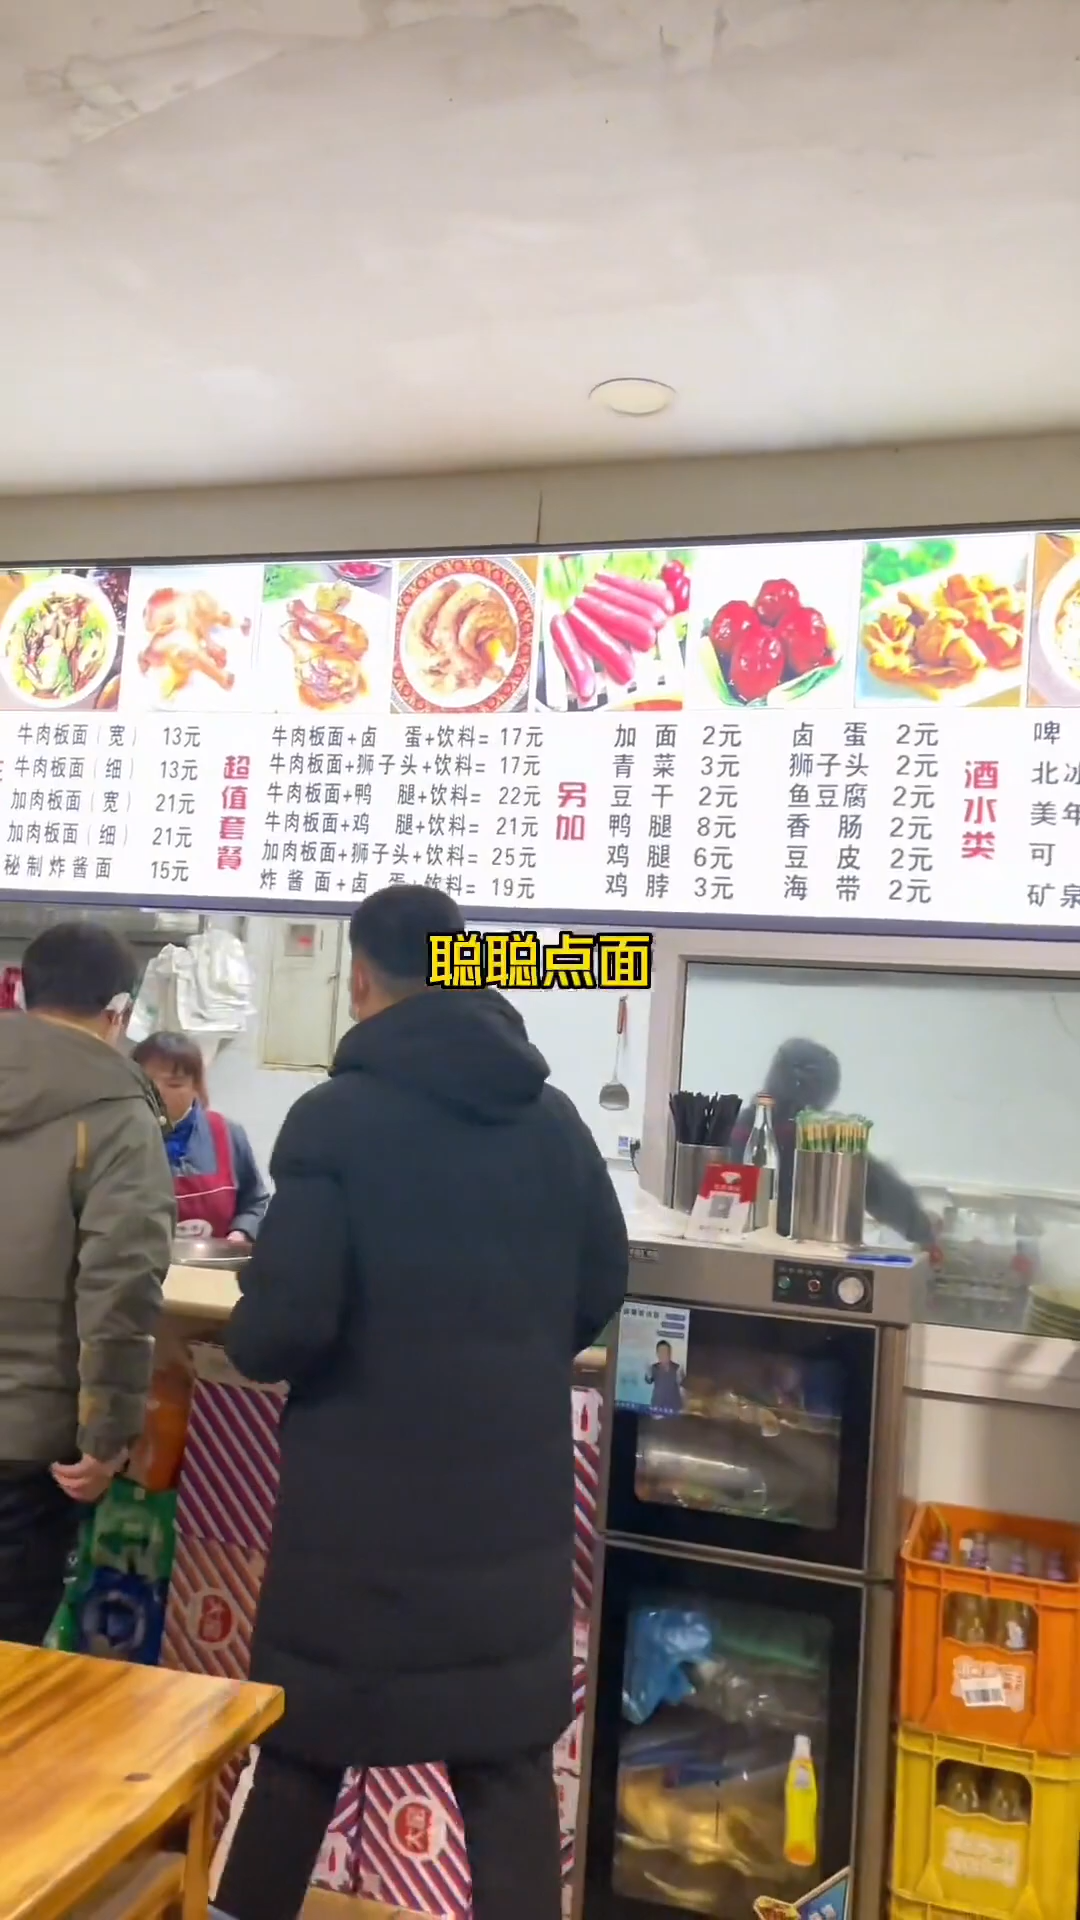 牛肉板面（宽） 13元
牛肉板面（细） 13元
加肉板面（宽） 21元
加肉板面（细） 21元
秘制炸酱面 15元
超值套餐
牛肉板面+卤 蛋+饮料= 17元
牛肉板面+狮子头+饮料= 17元
牛肉板面+鸭 腿+饮料= 22元
牛肉板面+鸡 腿+饮料= 21元
加肉板面+狮子头+饮料= 25元
炸酱面+卤 蛋+饮料= 19元
另加
加面 2元
青菜 3元
豆干 2元
鸭腿 8元
鸡腿 6元
鸡脖 3元
卤蛋 2元
狮子头 2元
鱼豆腐 2元
香肠 2元
豆皮 2元
海带 2元
酒水类
啤
北冰
美年
可
矿泉
聪聪点面
大窑